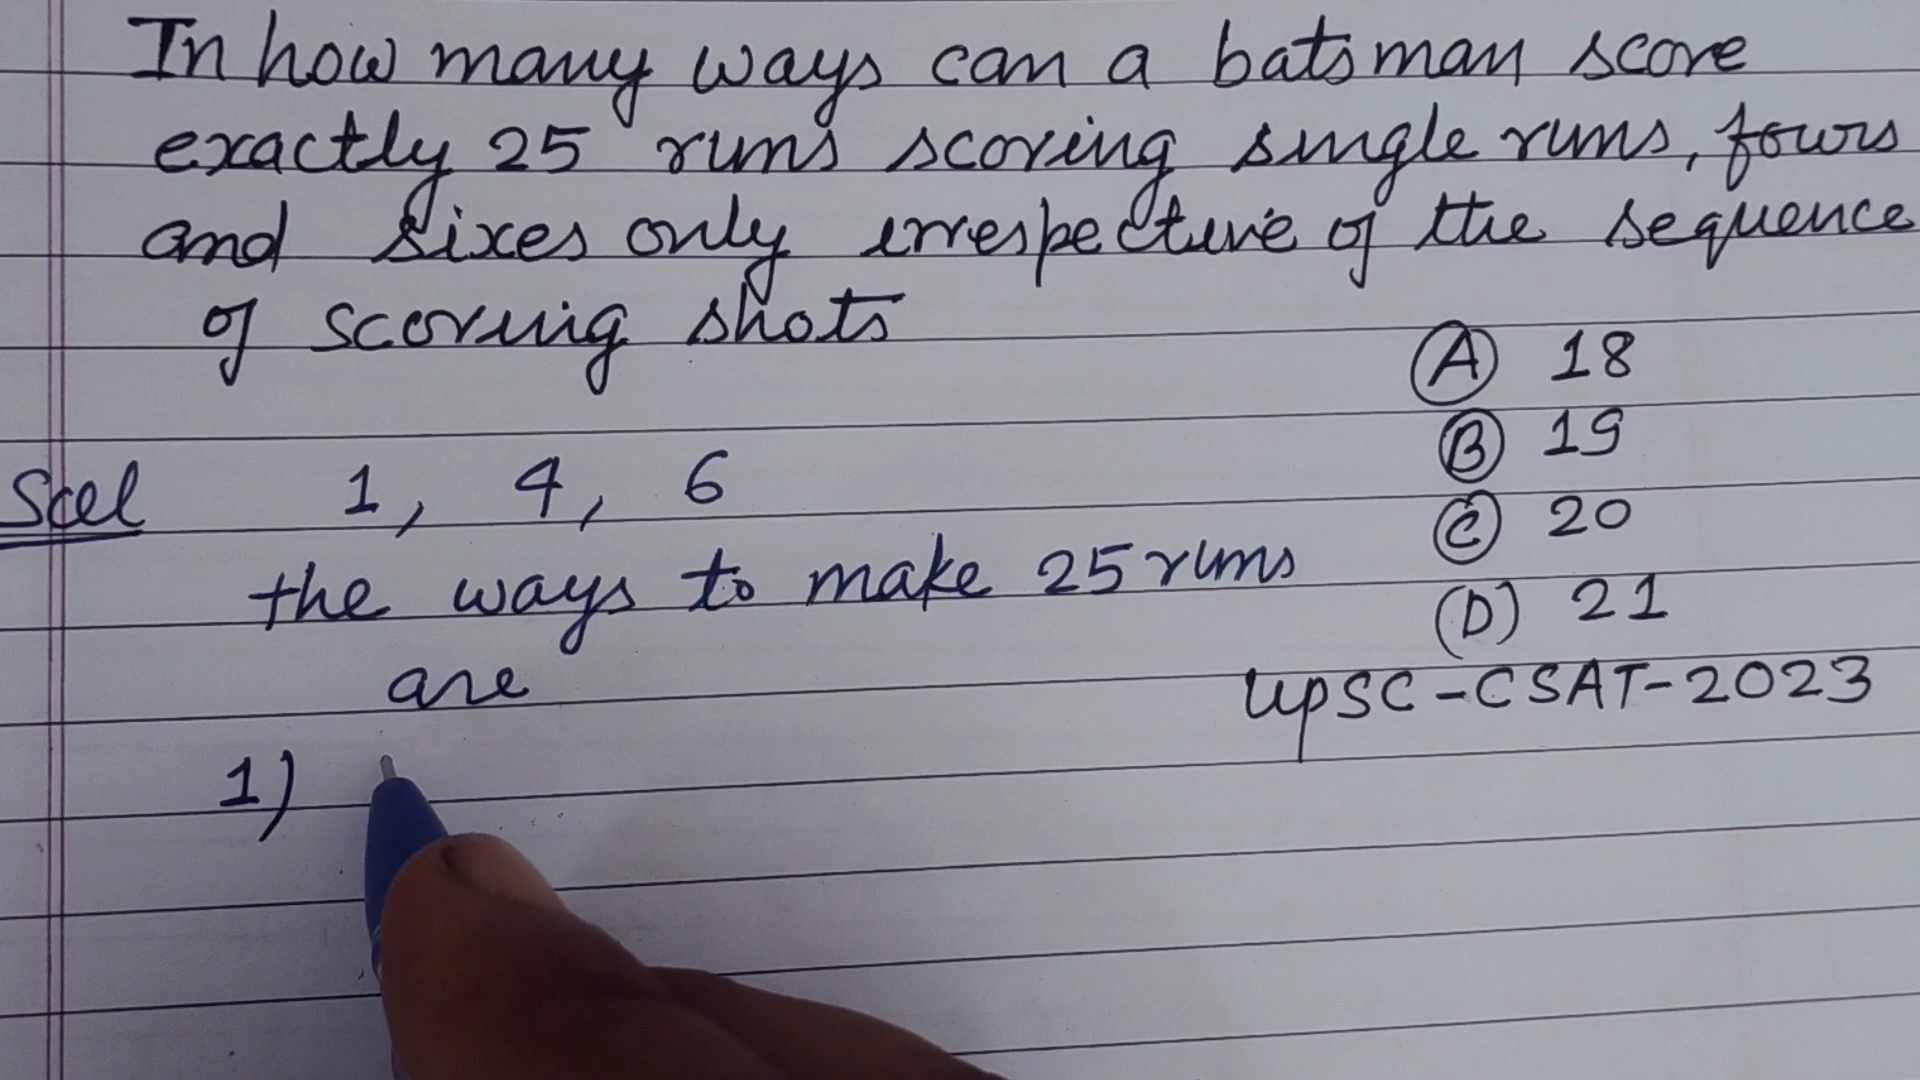 In how many ways can a batsman score
exactly 25 runs scoring single runs, fours
and sixes only irrespective of the sequence
of scoring shots
(A) 18
(B) 19
(C) 20
(D) 21
UPSC-CSAT-2023
Sol 1, 4, 6
the ways to make 25 runs
are
1)